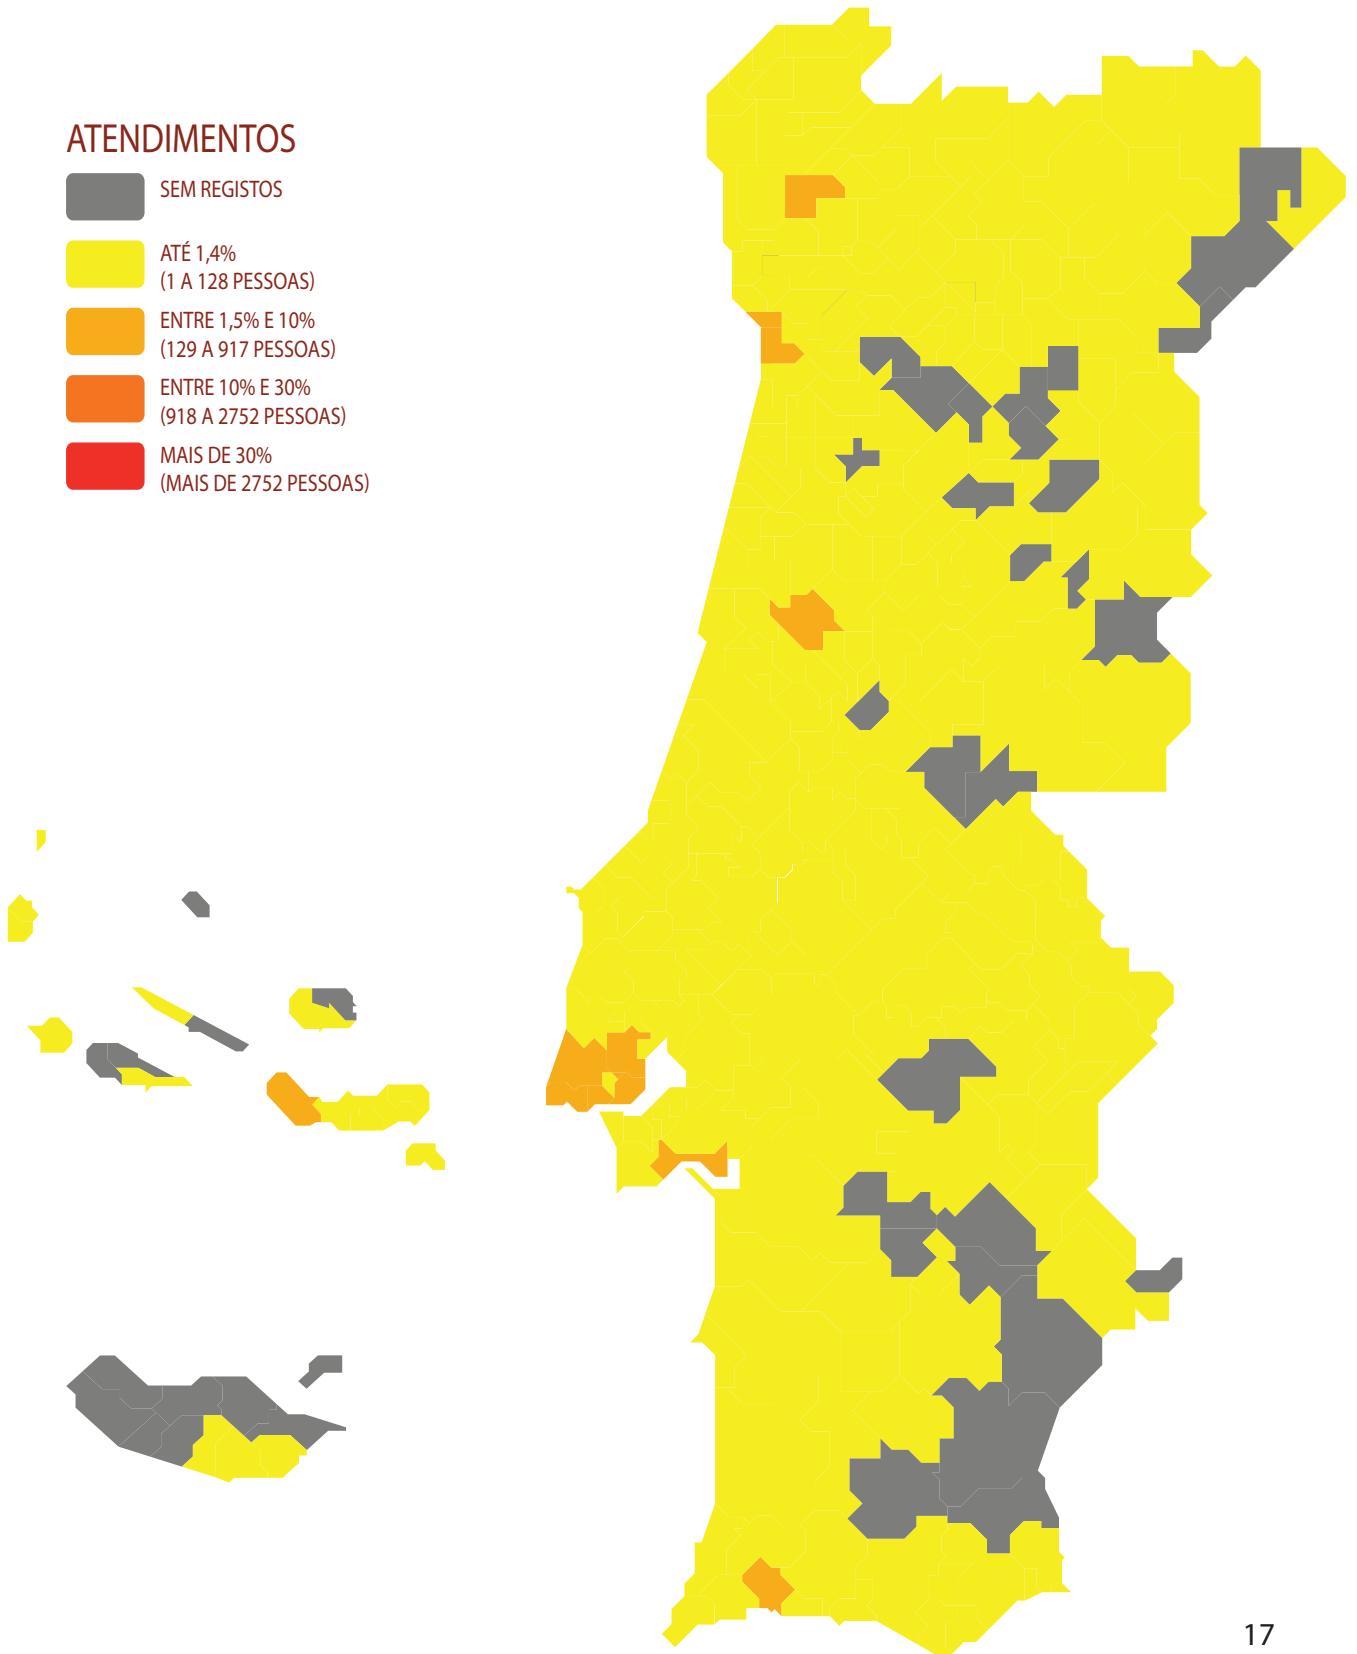 ATENDIMENTOS
SEM REGISTOS
ATÉ 1,4%
(1 A 128 PESSOAS)
ENTRE 1,5% E 10%
(129 A 917 PESSOAS)
ENTRE 10% E 30%
(918 A 2752 PESSOAS)
MAIS DE 30%
(MAIS DE 2752 PESSOAS)
17